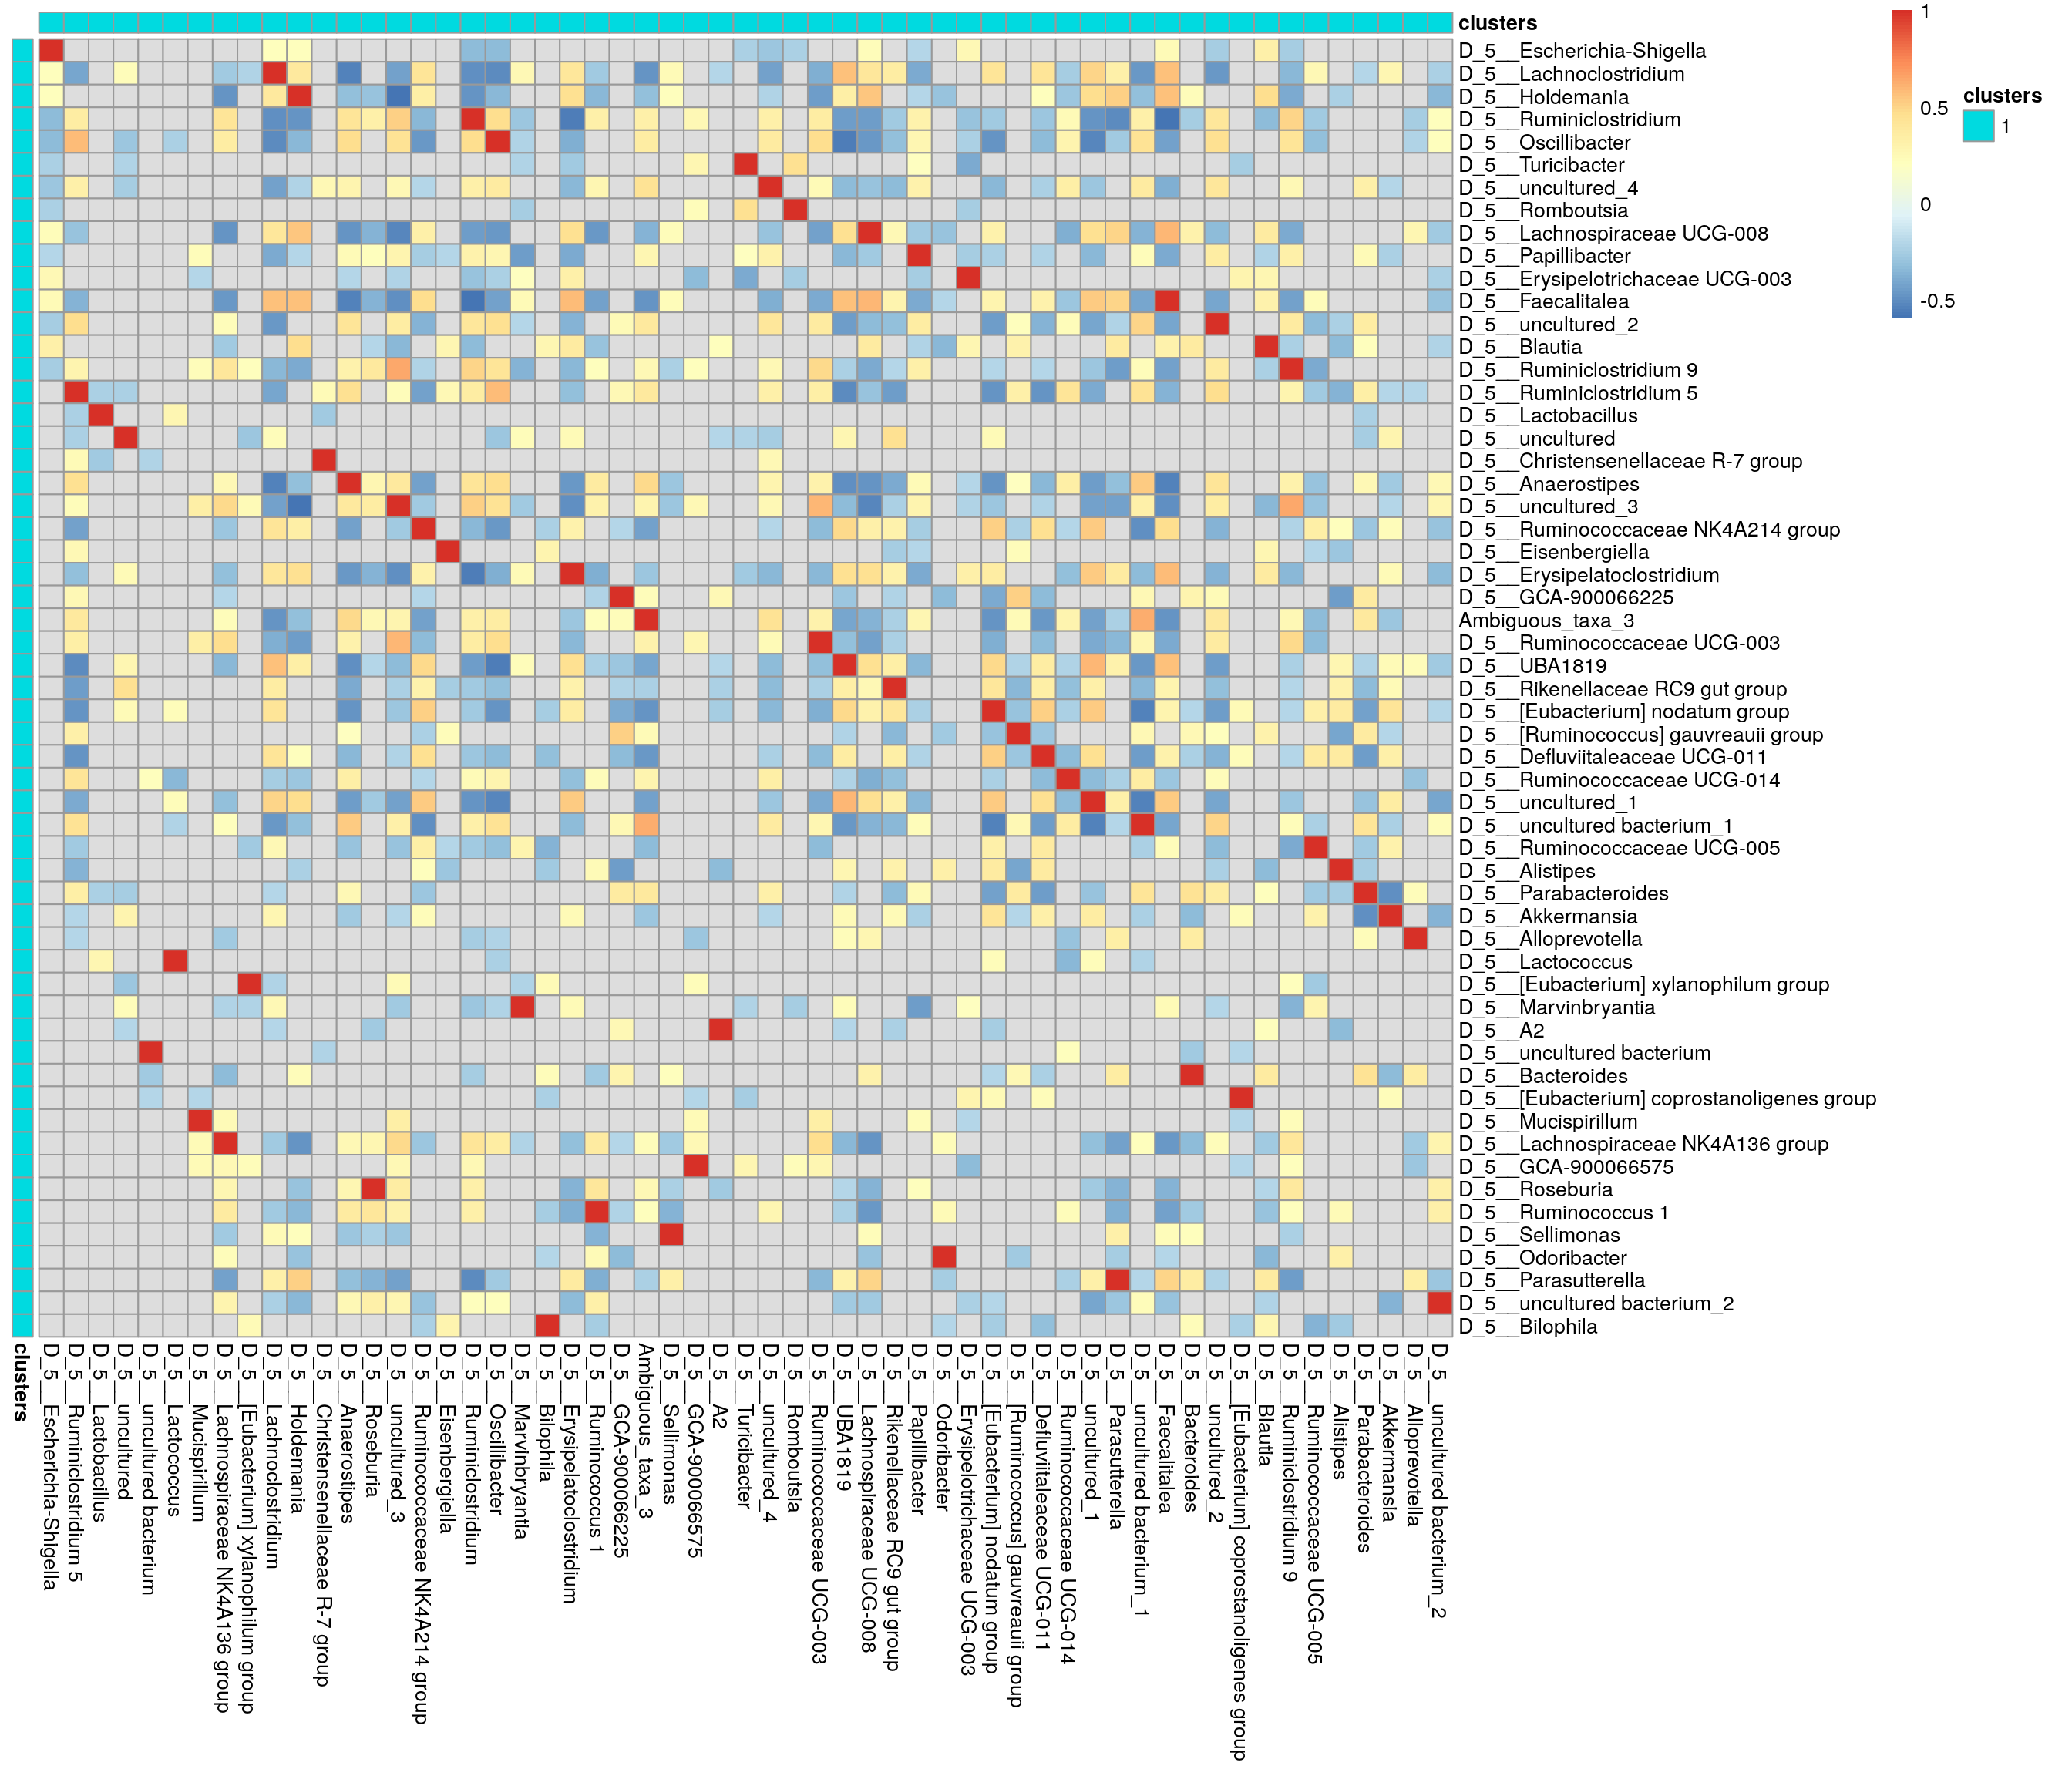 clusters
D_5__Escherichia-Shigella
D_5__Lachnoclostridium
D_5__Holdemania
D_5__Ruminiclostridium
D_5__Oscillibacter
D_5__Turicibacter
D_5__uncultured_4
D_5__Romboutsia
D_5__Lachnospiraceae UCG-008
D_5__Papillibacter
D_5__Erysipelotrichaceae UCG-003
D_5__Faecalitalea
D_5__uncultured_2
D_5__Blautia
D_5__Ruminiclostridium 9
D_5__Ruminiclostridium 5
D_5__Lactobacillus
D_5__uncultured
D_5__Christensenellaceae R-7 group
D_5__Anaerostipes
D_5__uncultured_3
D_5__Ruminococcaceae NK4A214 group
D_5__Eisenbergiella
D_5__Erysipelatoclostridium
D_5__GCA-900066225
Ambiguous_taxa_3
D_5__Ruminococcaceae UCG-003
D_5__UBA1819
D_5__Rikenellaceae RC9 gut group
D_5__[Eubacterium] nodatum group
D_5__[Ruminococcus] gauvreauii group
D_5__Defluviitaleaceae UCG-011
D_5__Ruminococcaceae UCG-014
D_5__uncultured_1
D_5__uncultured bacterium_1
D_5__Ruminococcaceae UCG-005
D_5__Alistipes
D_5__Parabacteroides
D_5__Akkermansia
D_5__Alloprevotella
D_5__Lactococcus
D_5__[Eubacterium] xylanophilum group
D_5__Marvinbryantia
D_5__A2
D_5__uncultured bacterium
D_5__Bacteroides
D_5__[Eubacterium] coprostanoligenes group
D_5__Mucispirillum
D_5__Lachnospiraceae NK4A136 group
D_5__GCA-900066575
D_5__Roseburia
D_5__Ruminococcus 1
D_5__Sellimonas
D_5__Odoribacter
D_5__Parasutterella
D_5__uncultured bacterium_2
D_5__Bilophila
1
0.5
0
-0.5
clusters
1
clusters
D_5__Escherichia-Shigella
D_5__Ruminiclostridium 5
D_5__Lactobacillus
D_5__uncultured
D_5__uncultured bacterium
D_5__Lactococcus
D_5__Mucispirillum
D_5__Lachnospiraceae NK4A136 group
D_5__[Eubacterium] xylanophilum group
D_5__Lachnoclostridium
D_5__Holdemania
D_5__Christensenellaceae R-7 group
D_5__Anaerostipes
D_5__Roseburia
D_5__uncultured_3
D_5__Ruminococcaceae NK4A214 group
D_5__Eisenbergiella
D_5__Ruminiclostridium
D_5__Oscillibacter
D_5__Marvinbryantia
D_5__Bilophila
D_5__Erysipelatoclostridium
D_5__Ruminococcus 1
D_5__GCA-900066225
Ambiguous_taxa_3
D_5__Sellimonas
D_5__GCA-900066575
D_5__A2
D_5__Turicibacter
D_5__uncultured_4
D_5__Romboutsia
D_5__Ruminococcaceae UCG-003
D_5__UBA1819
D_5__Lachnospiraceae UCG-008
D_5__Rikenellaceae RC9 gut group
D_5__Papillibacter
D_5__Odoribacter
D_5__Erysipelotrichaceae UCG-003
D_5__[Eubacterium] nodatum group
D_5__[Ruminococcus] gauvreauii group
D_5__Defluviitaleaceae UCG-011
D_5__Ruminococcaceae UCG-014
D_5__uncultured_1
D_5__Parasutterella
D_5__uncultured bacterium_1
D_5__Faecalitalea
D_5__Bacteroides
D_5__uncultured_2
D_5__[Eubacterium] coprostanoligenes group
D_5__Blautia
D_5__Ruminiclostridium 9
D_5__Ruminococcaceae UCG-005
D_5__Alistipes
D_5__Parabacteroides
D_5__Akkermansia
D_5__Alloprevotella
D_5__uncultured bacterium_2